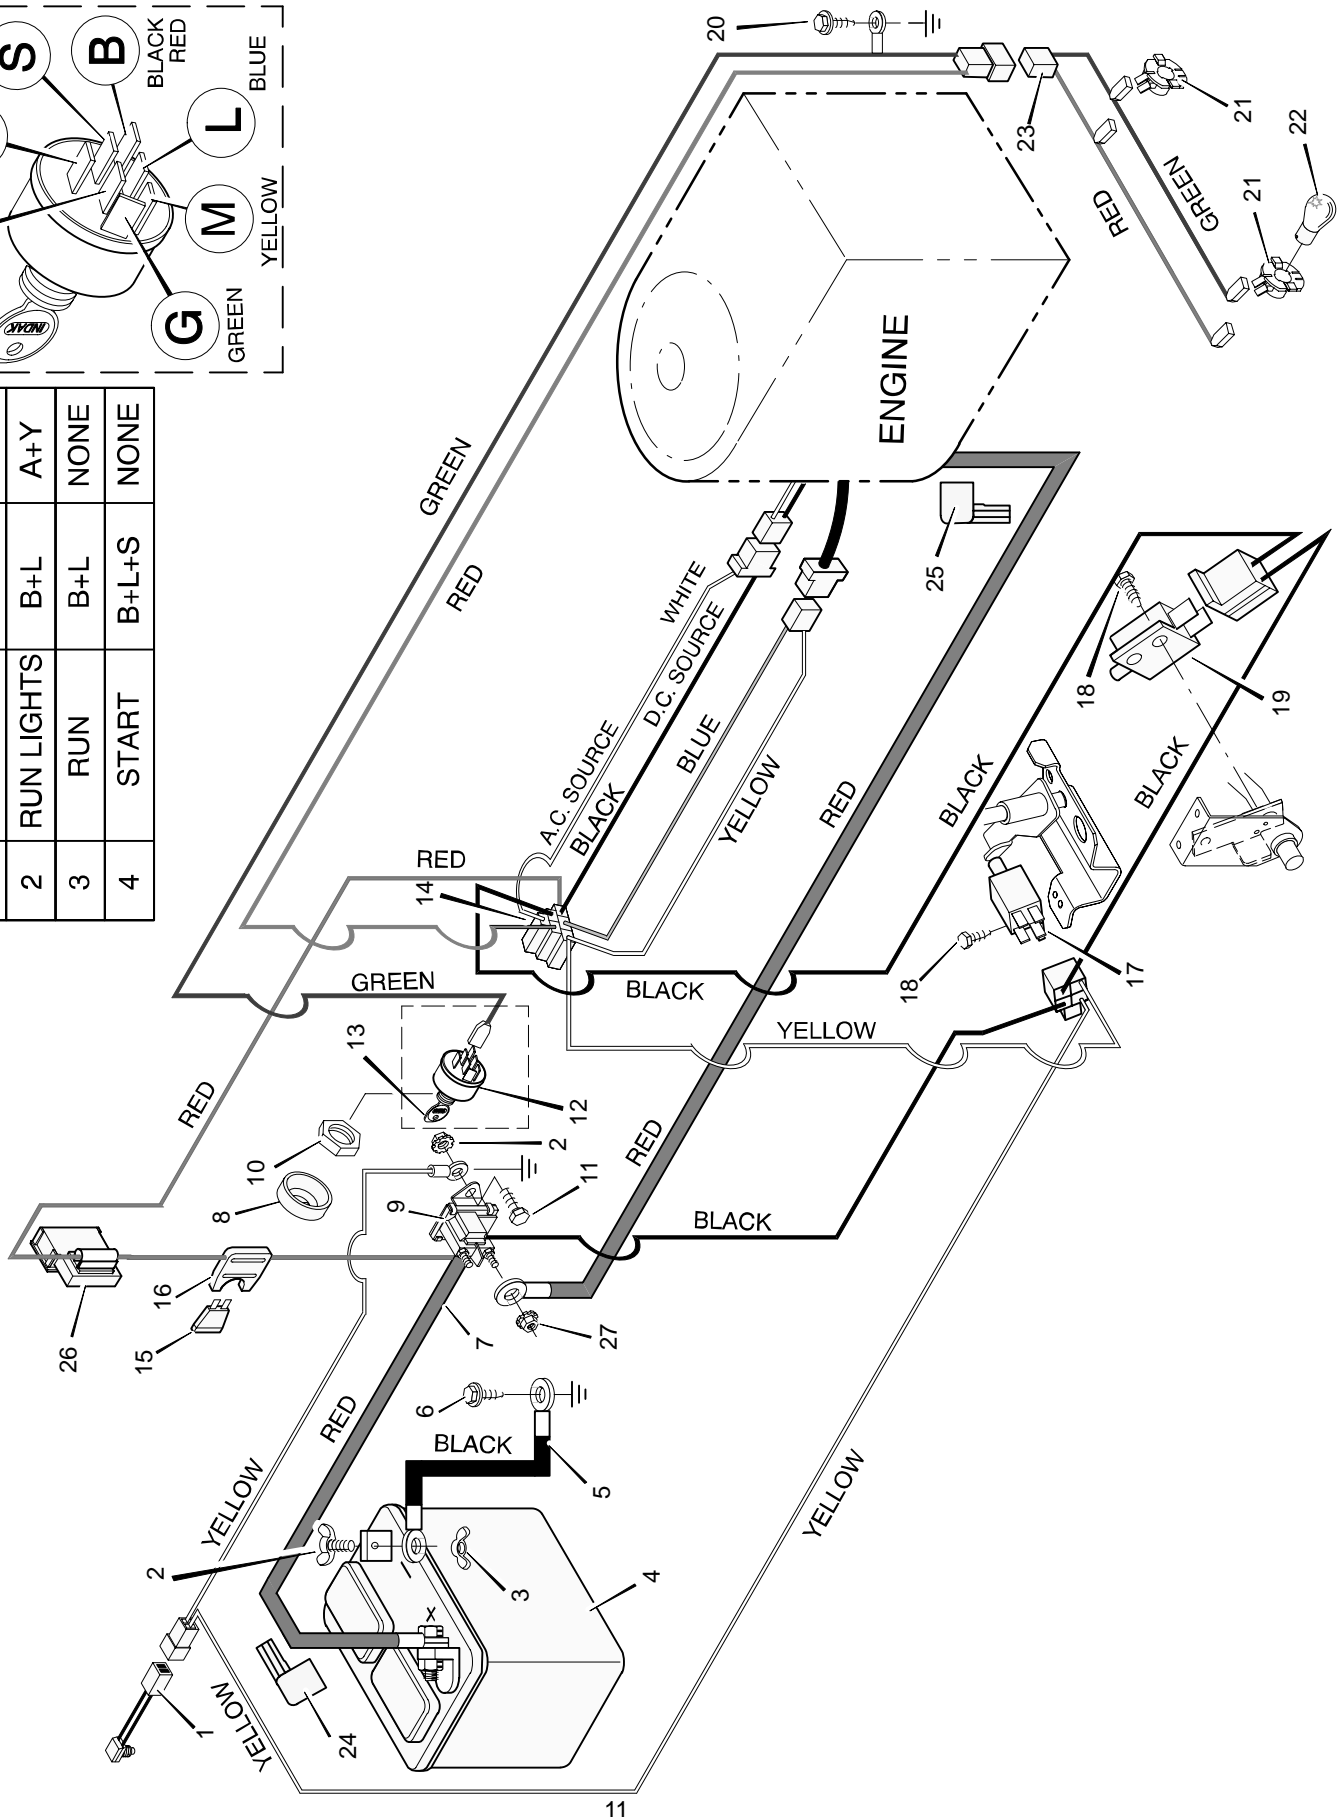 S
B
BLACK
RED
L
BLUE
M
YELLOW
G
GREEN
INDAK
2 RUN LIGHTS B+L A+Y
3 RUN B+L NONE
4 START B+L+S NONE
20
23
21
21
22
RED
GREEN
ENGINE
GREEN
RED
WHITE
A.C. SOURCE
D.C. SOURCE
BLACK
BLUE
YELLOW
25
RED
18
19
BLACK
BLACK
18
17
RED
14
GREEN
BLACK
YELLOW
13
12
RED
10
8
2
9
11
RED
BLACK
26
16
15
7
27
6
BLACK
5
RED
YELLOW
2
3
4
1
YELLOW
24
YELLOW
11